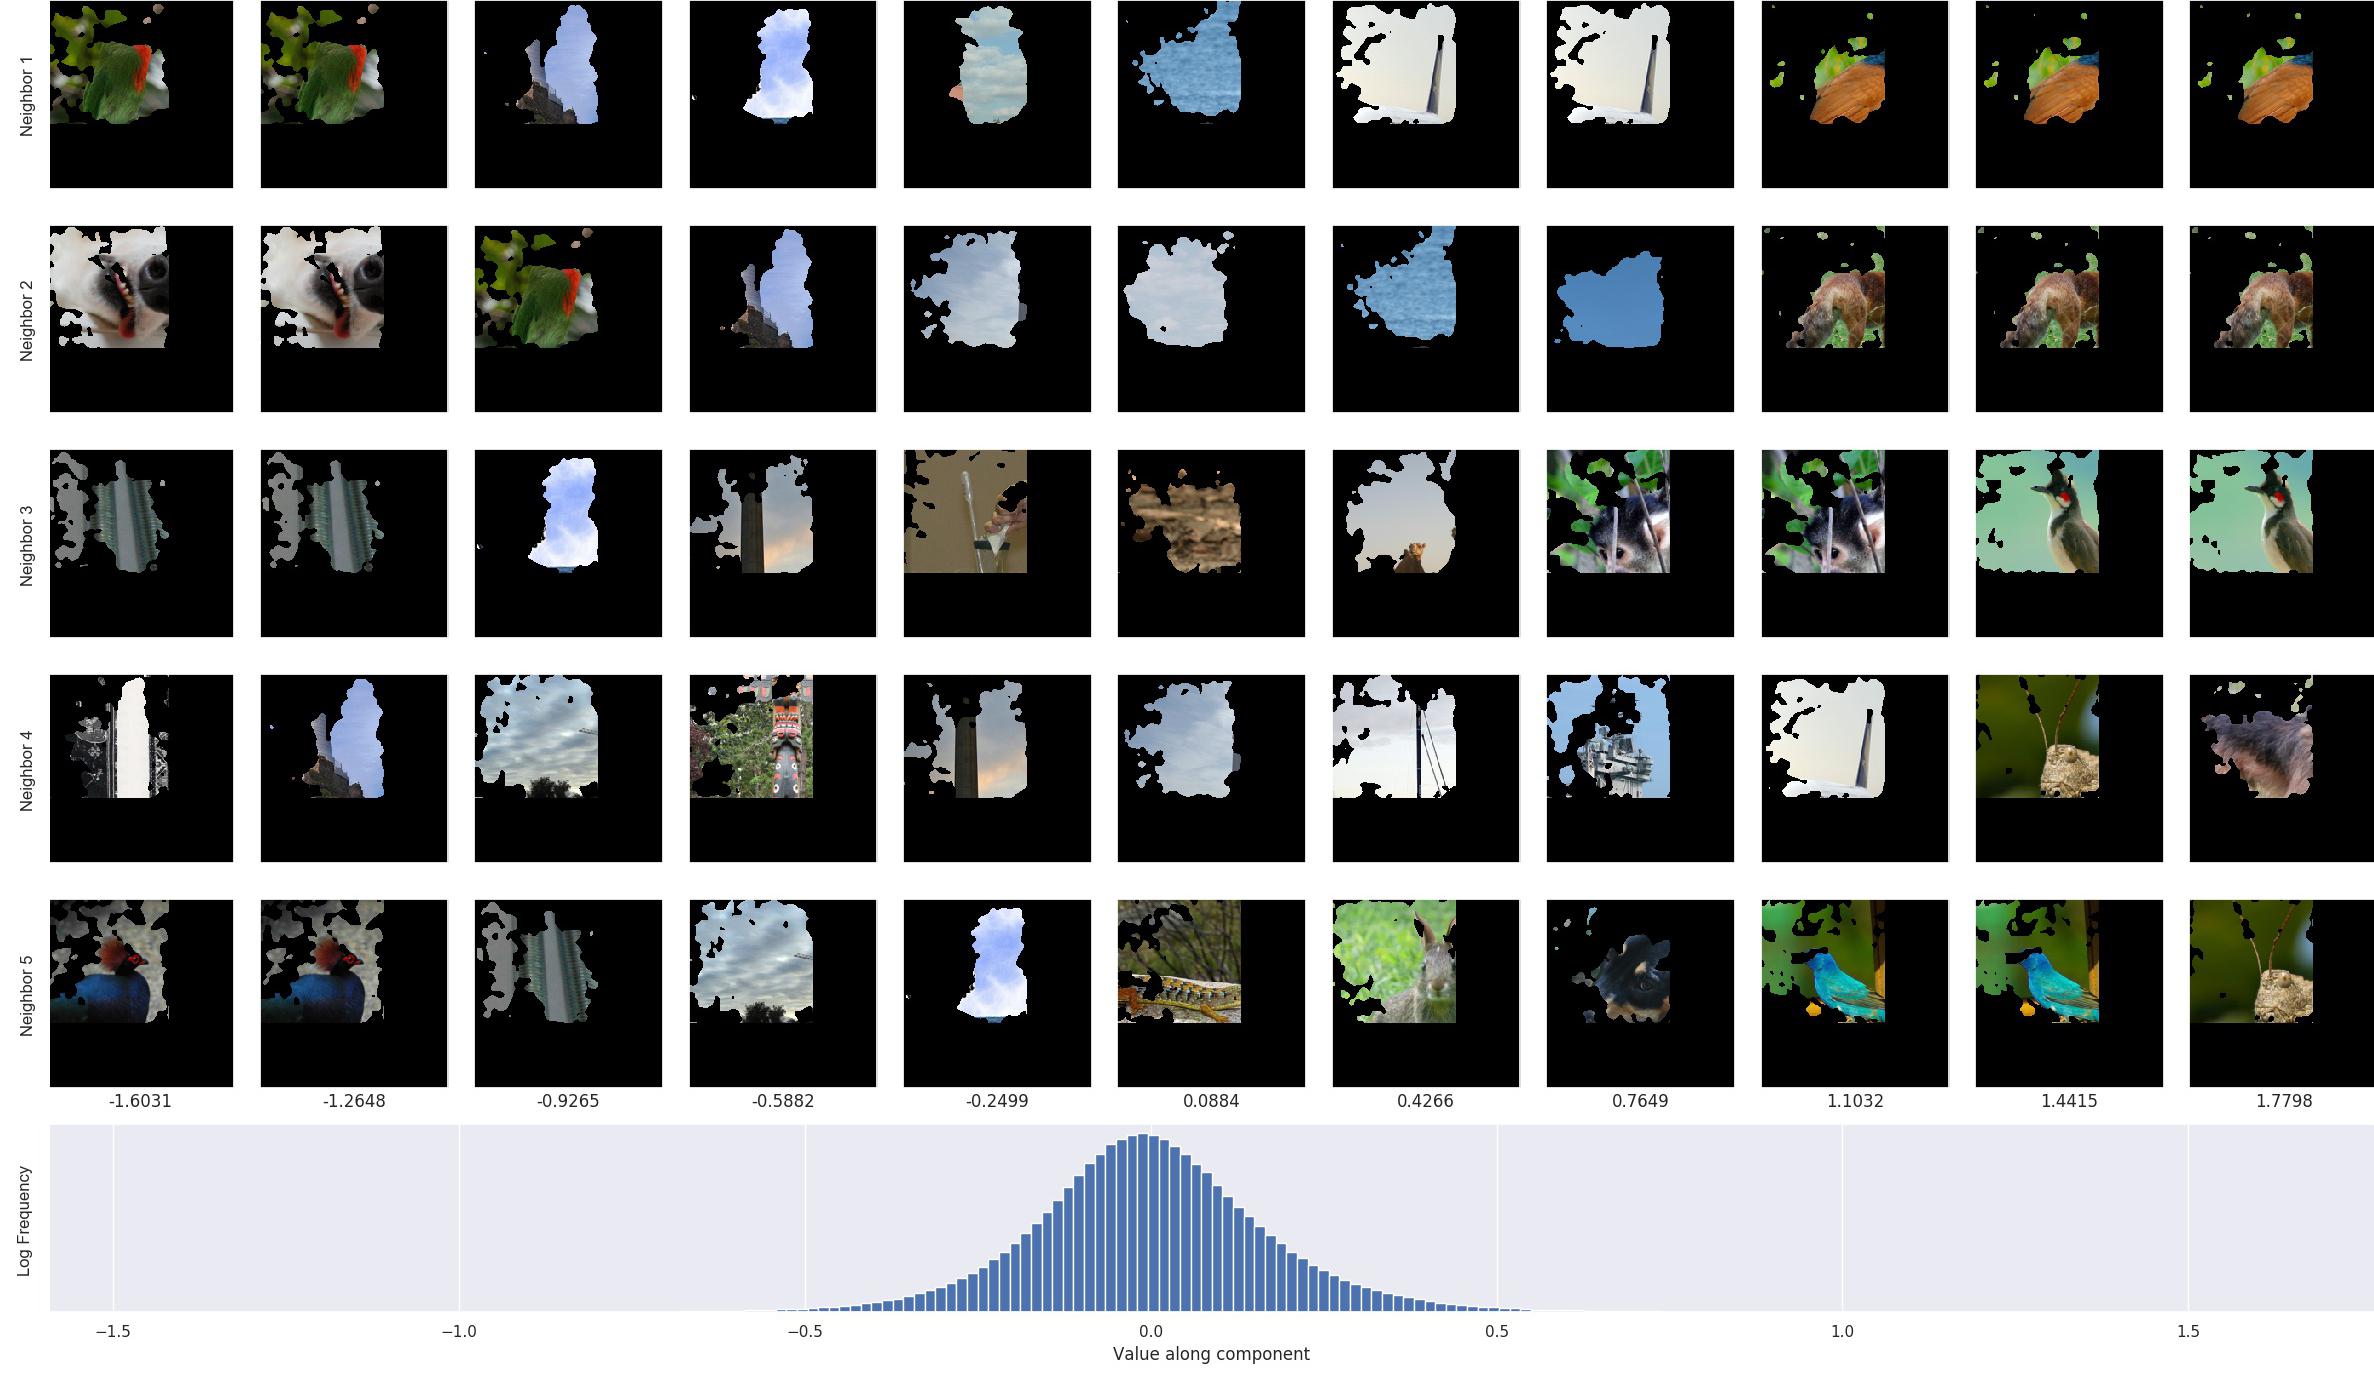 Neighbor 1
Neighbor 2
Neighbor 3
Neighbor 4
Neighbor 5
-1.6031 -1.2648 -0.9265 -0.5882 -0.2499 0.0884 0.4266 0.7649 1.1032 1.4415 1.7798
Log Frequency
−1.5 −1.0 −0.5 0.0 0.5 1.0 1.5
Value along component